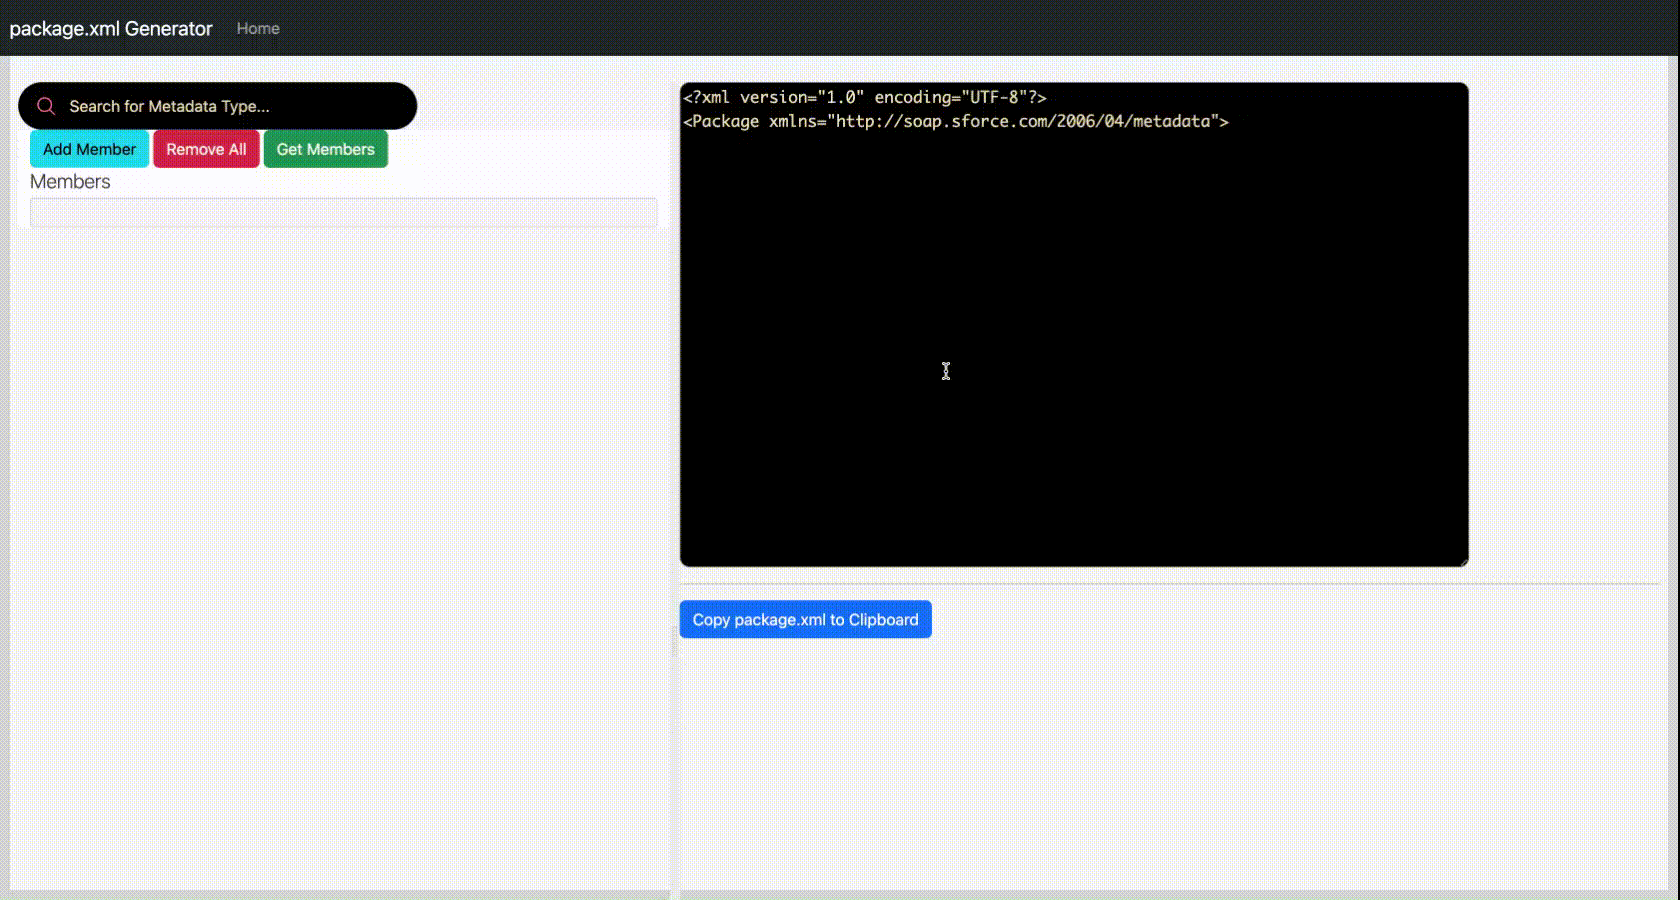 package.xml Generator Home
Search for Metadata Type...
Add Member Remove All Get Members
Members
<?xml version="1.0" encoding="UTF-8"?>
<Package xmlns="http://soap.sforce.com/2006/04/metadata">
Copy package.xml to Clipboard